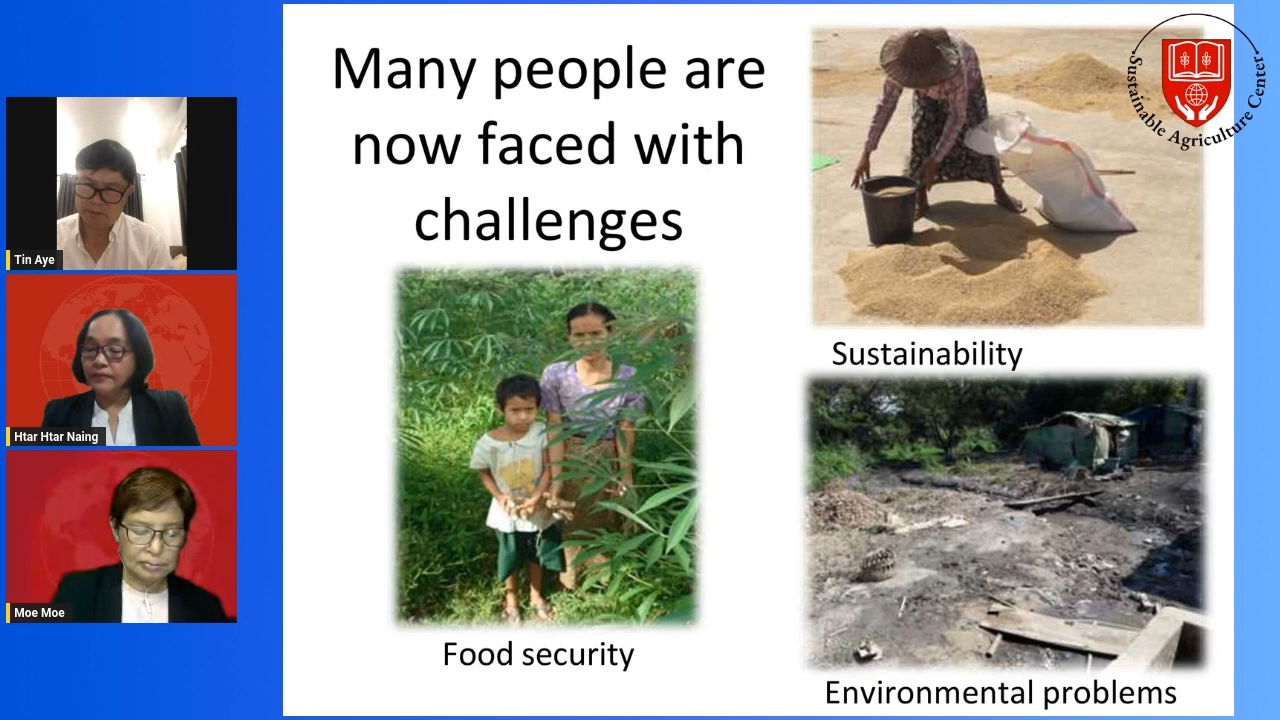 Many people are
now faced with
challenges
Sustainable Agriculture Center
Tin Aye
Htar Htar Naing
Moe Moe
Sustainability
Food security
Environmental problems